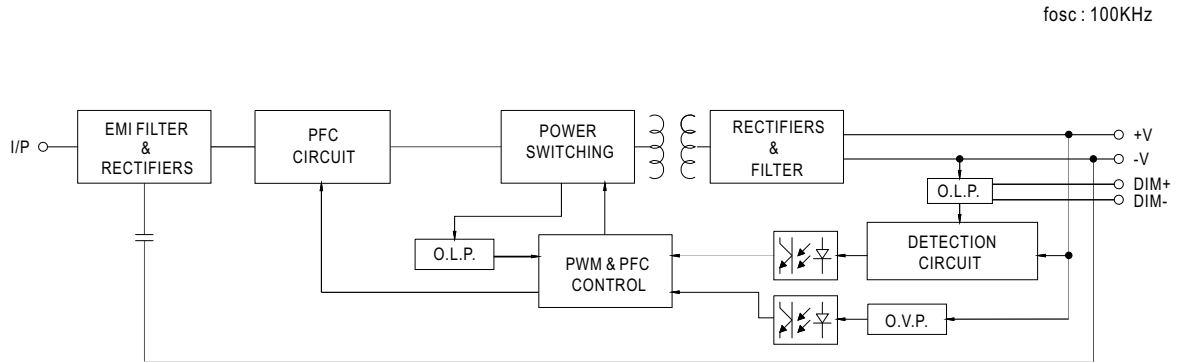 fosc : 100KHz
I/P
EMI FILTER
&
RECTIFIERS
PFC
CIRCUIT
POWER
SWITCHING
RECTIFIERS
&
FILTER
+V
-V
DIM+
DIM-
O.L.P.
O.L.P.
PWM & PFC
CONTROL
DETECTION
CIRCUIT
O.V.P.